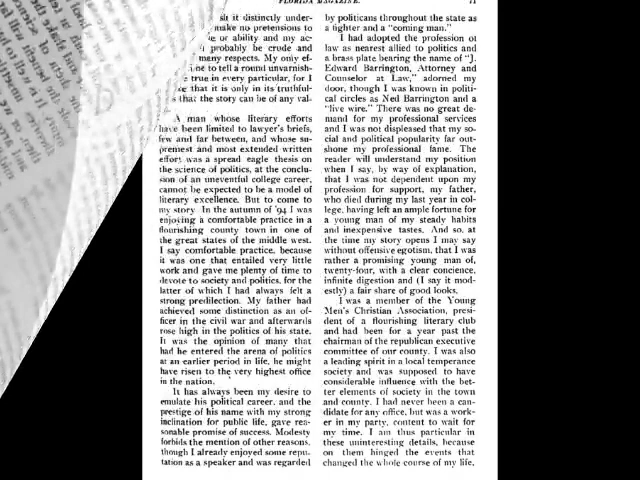 FLORIDA MAGAZINE.
sh it distinctly under-
make no pretensions to
or ability and my ac-
probably be crude and
many respects. My only ef-
to tell a round unvarnish-
true in every particular, for I
that it is only in its truthful-
that the story can be of any val-
A man whose literary efforts
have been limited to lawyer's briefs,
few and far between, and whose su-
premest and most extended written
effort was a spread eagle thesis on
the science of politics, at the conclu-
sion of an uneventful college career,
cannot be expected to be a model of
literary excellence. But to come to
my story. In the autumn of '94 I was
enjoying a comfortable practice in a
flourishing county town in one of
the great states of the middle west.
I say comfortable practice, because
it was one that entailed very little
work and gave me plenty of time to
devote to society and politics, for the
latter of which I had always felt a
strong predilection. My father had
achieved some distinction as an of-
ficer in the civil war and afterwards
rose high in the politics of his state.
It was the opinion of many that
had he entered the arena of politics
at an earlier period in life, he might
have risen to the very highest office
in the nation.
It has always been my desire to
emulate his political career, and the
prestige of his name with my strong
inclination for public life, gave rea-
sonable promise of success. Modesty
forbids the mention of other reasons,
though I already enjoyed some repu-
tation as a speaker and was regarded
by politicans throughout the state as
a fighter and a "coming man."
I had adopted the profession of
law as nearest allied to politics and
a brass plate bearing the name of "J.
Edward Barrington, Attorney and
Counselor at Law," adorned my
door, though I was known in politi-
cal circles as Ned Barrington and a
"live wire." There was no great de-
mand for my professional services
and I was not displeased that my so-
cial and political popularity far out-
shone my professional fame. The
reader will understand my position
when I say, by way of explanation,
that I was not dependent upon my
profession for support, my father,
who died during my last year in col-
lege, having left an ample fortune for
a young man of my steady habits
and inexpensive tastes. And so, at
the time my story opens I may say
without offensive egotism, that I was
rather a promising young man of,
twenty-four, with a clear concience,
infinite digestion and (I say it mod-
estly) a fair share of good looks.
I was a member of the Young
Men's Christian Association, presi-
dent of a flourishing literary club
and had been for a year past the
chairman of the republican executive
committee of our county. I was also
a leading spirit in a local temperance
society and was supposed to have
considerable influence with the bet-
ter elements of society in the town
and county. I had never been a can-
didate for any office, but was a work-
er in my party, content to wait for
my time. I am thus particular in
these uninteresting details, because
on them hinged the events that
changed the whole course of my life,